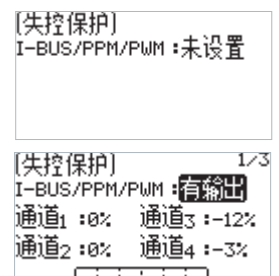 [失控保护]
I-BUS/PPM/PWM :未设置
[失控保护] 1/3
I-BUS/PPM/PWM :有输出
通道1 :0% 通道3 :-12%
通道2 :0% 通道4 :-3%